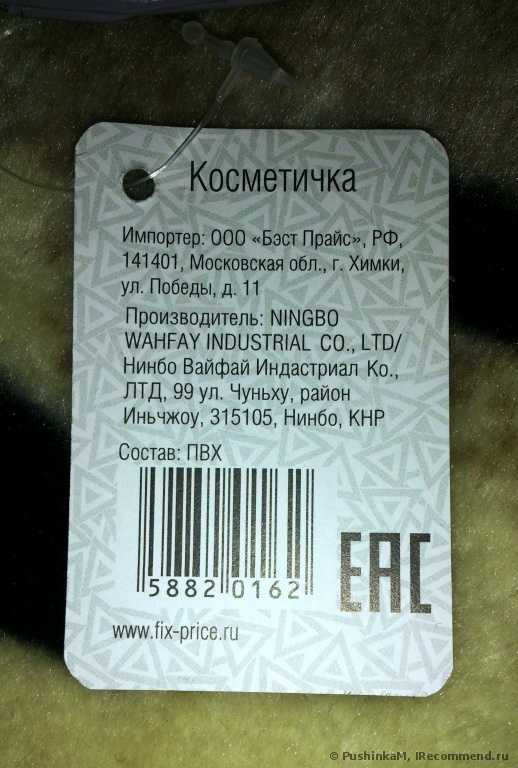 Косметичка
Импортер: ООО «Бэст Прайс», РФ,
141401, Московская обл., г. Химки,
ул. Победы, д. 11
Производитель: NINGBO
WAHFAY INDUSTRIAL CO., LTD/
Нинбо Вайфай Индастриал Ко.,
ЛТД, 99 ул. Чуньху, район
Иньчжоу, 315105, Нинбо, КНР
Состав: ПВХ
5882 0162
EAC
www.fix-price.ru
© PushinkaM, IRecommend.ru